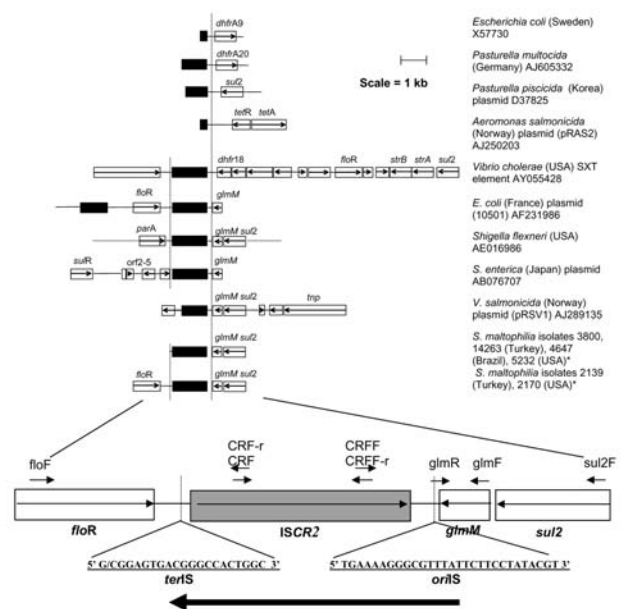 dhfrA9
Escherichia coli (Sweden)
X57730
dhfrA20
Pasturella multocida
(Germany) AJ605332
Scale = 1 kb
sul2
Pasturella piscicida (Korea)
plasmid D37825
tetR tetA
Aeromonas salmonicida
(Norway) plasmid (pRAS2)
AJ250203
dhfr18 floR strB strA sul2
Vibrio cholerae (USA) SXT
element AY055428
floR glmM
E. coli (France) plasmid
(10501) AF231986
parA glmM sul2
Shigella flexneri (USA)
AE016986
sulR orf2-5 glmM
S. enterica (Japan) plasmid
AB076707
glmM sul2 tnp
V. salmonicida (Norway)
plasmid (pRSV1) AJ289135
glmM sul2
S. maltophilia isolates 3800,
14263 (Turkey), 4647
(Brazil), 5232 (USA)*
floR glmM sul2
S. maltophilia isolates 2139
(Turkey), 2170 (USA)*
floF CRF-r CRFF glmR glmF sul2F
CRF CRFF-r
floR ISCR2 glmM sul2
5' G/CGGAGTGACGGGCCACTGGC 3' 5' TGAAAAGGGCGTTTATTCTTCCTATACGT 3'
terIS oriIS